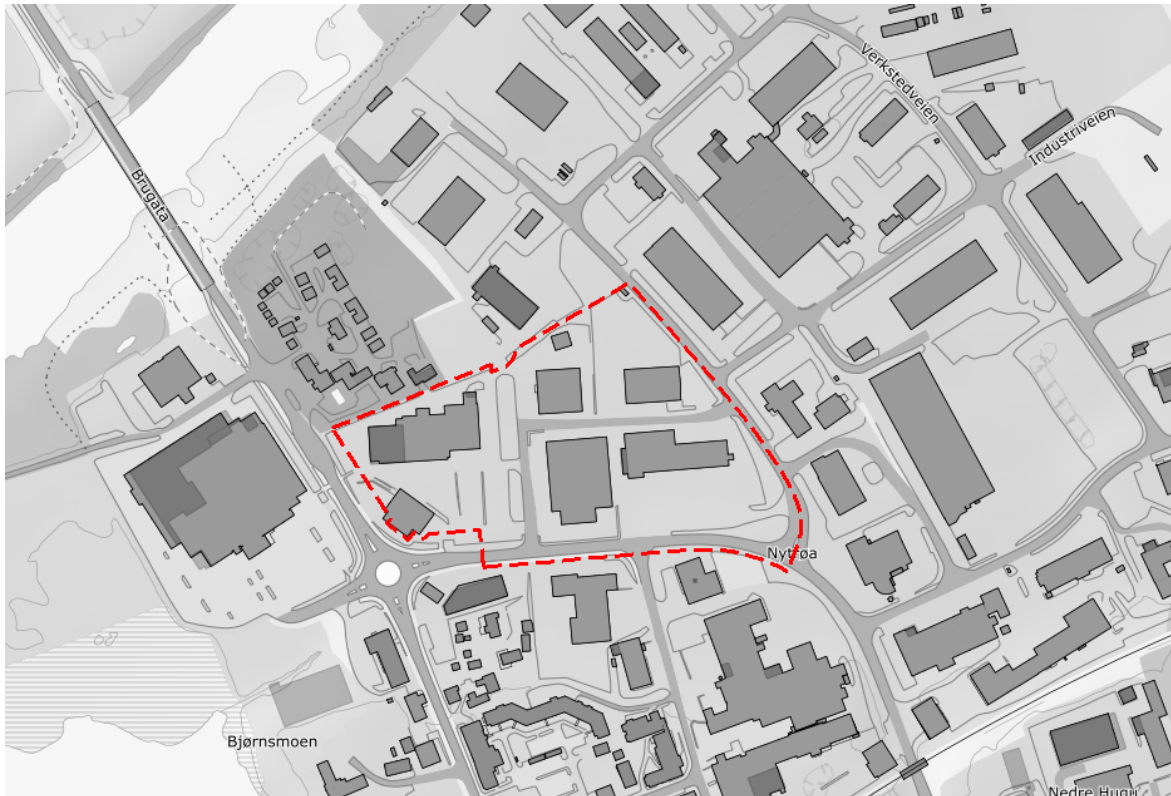 Verkstedveien
Industriveien
Brugata
Nytrøa
Bjørnsmoen
Nedre Hugu